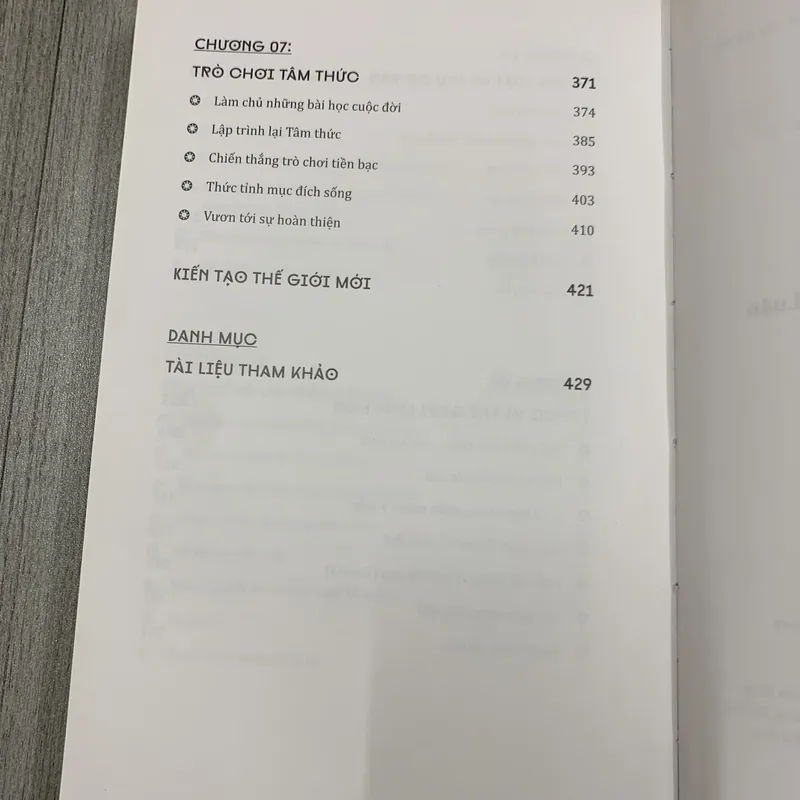 CHƯƠNG 07:
TRÒ CHƠI TÂM THỨC 371
Làm chủ những bài học cuộc đời 374
Lập trình lại Tâm thức 385
Chiến thắng trò chơi tiền bạc 393
Thức tỉnh mục đích sống 403
Vươn tới sự hoàn thiện 410
KIẾN TẠO THẾ GIỚI MỚI 421
DANH MỤC
TÀI LIỆU THAM KHẢO 429